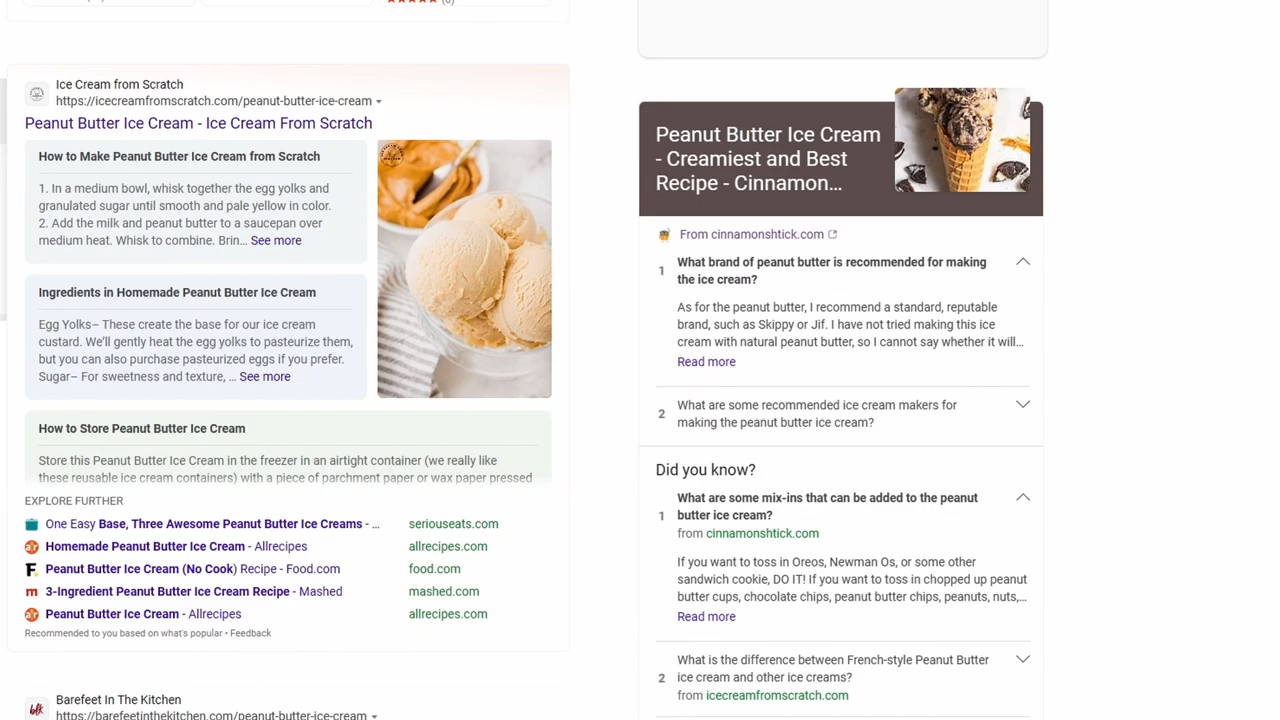 Ice Cream from Scratch
https://icecreamfromscratch.com/peanut-butter-ice-cream
Peanut Butter Ice Cream - Ice Cream From Scratch
How to Make Peanut Butter Ice Cream from Scratch
1. In a medium bowl, whisk together the egg yolks and
granulated sugar until smooth and pale yellow in color.
2. Add the milk and peanut butter to a saucepan over
medium heat. Whisk to combine. Brin... See more
Ingredients in Homemade Peanut Butter Ice Cream
Egg Yolks– These create the base for our ice cream
custard. We'll gently heat the egg yolks to pasteurize them,
but you can also purchase pasteurized eggs if you prefer.
Sugar– For sweetness and texture, ... See more
How to Store Peanut Butter Ice Cream
Store this Peanut Butter Ice Cream in the freezer in an airtight container (we really like
these reusable ice cream containers) with a piece of parchment paper or wax paper pressed
EXPLORE FURTHER
One Easy Base, Three Awesome Peanut Butter Ice Creams - ... seriouseats.com
Homemade Peanut Butter Ice Cream - Allrecipes allrecipes.com
Peanut Butter Ice Cream (No Cook) Recipe - Food.com food.com
3-Ingredient Peanut Butter Ice Cream Recipe - Mashed mashed.com
Peanut Butter Ice Cream - Allrecipes allrecipes.com
Recommended to you based on what's popular • Feedback
Barefeet In The Kitchen
https://barefeetinthekitchen.com/peanut-butter-ice-cream
Peanut Butter Ice Cream
- Creamiest and Best
Recipe - Cinnamon...
From cinnamonshtick.com
1 What brand of peanut butter is recommended for making
the ice cream?
As for the peanut butter, I recommend a standard, reputable
brand, such as Skippy or Jif. I have not tried making this ice
cream with natural peanut butter, so I cannot say whether it will...
Read more
2 What are some recommended ice cream makers for
making the peanut butter ice cream?
Did you know?
1 What are some mix-ins that can be added to the peanut
butter ice cream?
from cinnamonshtick.com
If you want to toss in Oreos, Newman Os, or some other
sandwich cookie, DO IT! If you want to toss in chopped up peanut
butter cups, chocolate chips, peanut butter chips, peanuts, nuts,...
Read more
2 What is the difference between French-style Peanut Butter
ice cream and other ice creams?
from icecreamfromscratch.com